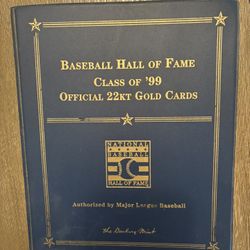 BASEBALL HALL OF FAME
CLASS OF '99
OFFICIAL 22KT GOLD CARDS
NATIONAL
BASEBALL
HALL OF FAME
Authorized by Major League Baseball
The Danbury Mint